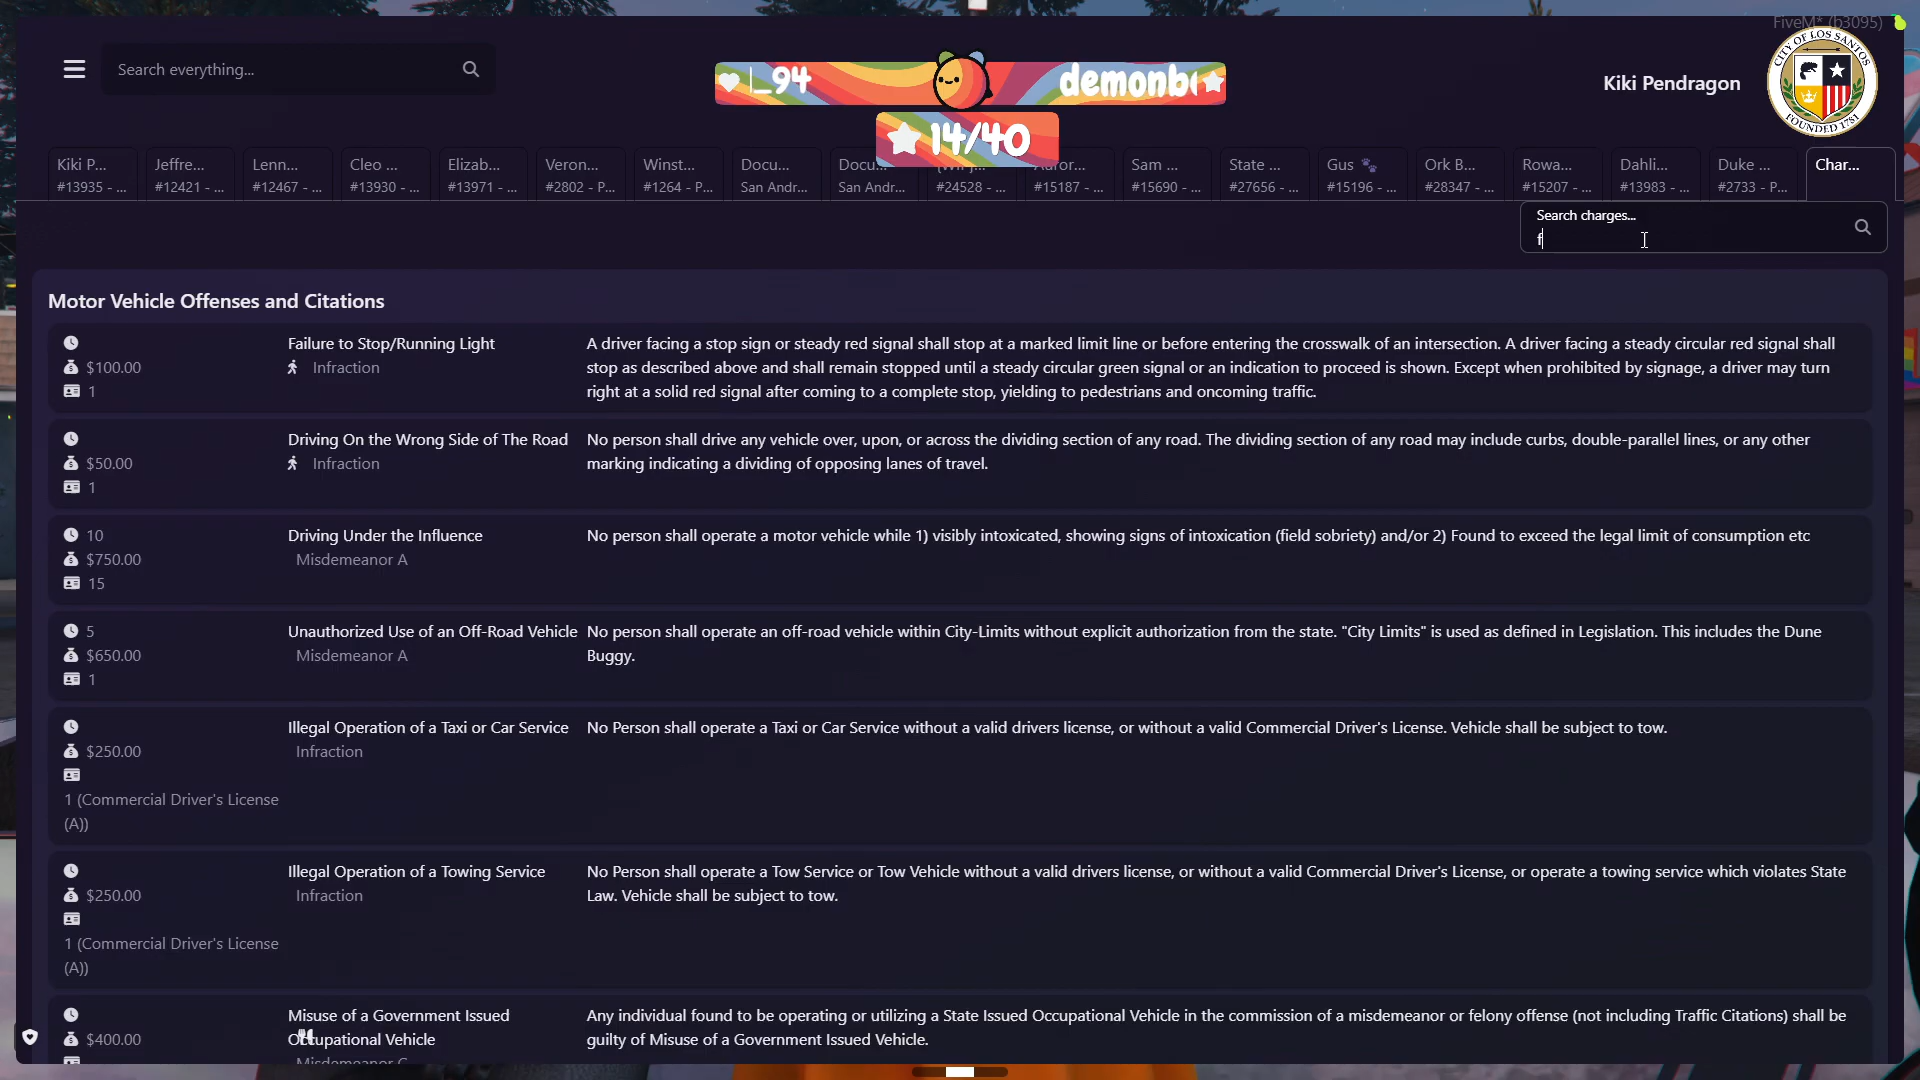 FiveM* (b3095)
Search everything...
_94
demonb
14/40
Kiki Pendragon
CITY OF LOS SANTOS
FOUNDED 1781
Kiki P...
#13935 - ...
Jeffre...
#12421 - ...
Lenn...
#12467 - ...
Cleo ...
#13930 - ...
Elizab...
#13971 - ...
Veron...
#2802 - P...
Winst...
#1264 - P...
Docu...
San Andr...
Docu...
San Andr...
#24528 - ...
#15187 - ...
Sam ...
#15690 - ...
State ...
#27656 - ...
Gus 🐾
#15196 - ...
Ork B...
#28347 - ...
Rowa...
#15207 - ...
Dahli...
#13983 - ...
Duke ...
#2733 - P...
Char...
Search charges...
f
Motor Vehicle Offenses and Citations
$100.00
1
Failure to Stop/Running Light
Infraction
A driver facing a stop sign or steady red signal shall stop at a marked limit line or before entering the crosswalk of an intersection. A driver facing a steady circular red signal shall
stop as described above and shall remain stopped until a steady circular green signal or an indication to proceed is shown. Except when prohibited by signage, a driver may turn
right at a solid red signal after coming to a complete stop, yielding to pedestrians and oncoming traffic.
$50.00
1
Driving On the Wrong Side of The Road
Infraction
No person shall drive any vehicle over, upon, or across the dividing section of any road. The dividing section of any road may include curbs, double-parallel lines, or any other
marking indicating a dividing of opposing lanes of travel.
10
$750.00
15
Driving Under the Influence
Misdemeanor A
No person shall operate a motor vehicle while 1) visibly intoxicated, showing signs of intoxication (field sobriety) and/or 2) Found to exceed the legal limit of consumption etc
5
$650.00
1
Unauthorized Use of an Off-Road Vehicle
Misdemeanor A
No person shall operate an off-road vehicle within City-Limits without explicit authorization from the state. "City Limits" is used as defined in Legislation. This includes the Dune
Buggy.
$250.00
1 (Commercial Driver's License
(A))
Illegal Operation of a Taxi or Car Service
Infraction
No Person shall operate a Taxi or Car Service without a valid drivers license, or without a valid Commercial Driver's License. Vehicle shall be subject to tow.
$250.00
1 (Commercial Driver's License
(A))
Illegal Operation of a Towing Service
Infraction
No Person shall operate a Tow Service or Tow Vehicle without a valid drivers license, or without a valid Commercial Driver's License, or operate a towing service which violates State
Law. Vehicle shall be subject to tow.
$400.00
Misuse of a Government Issued
Occupational Vehicle
Misdemeanor C
Any individual found to be operating or utilizing a State Issued Occupational Vehicle in the commission of a misdemeanor or felony offense (not including Traffic Citations) shall be
guilty of Misuse of a Government Issued Vehicle.